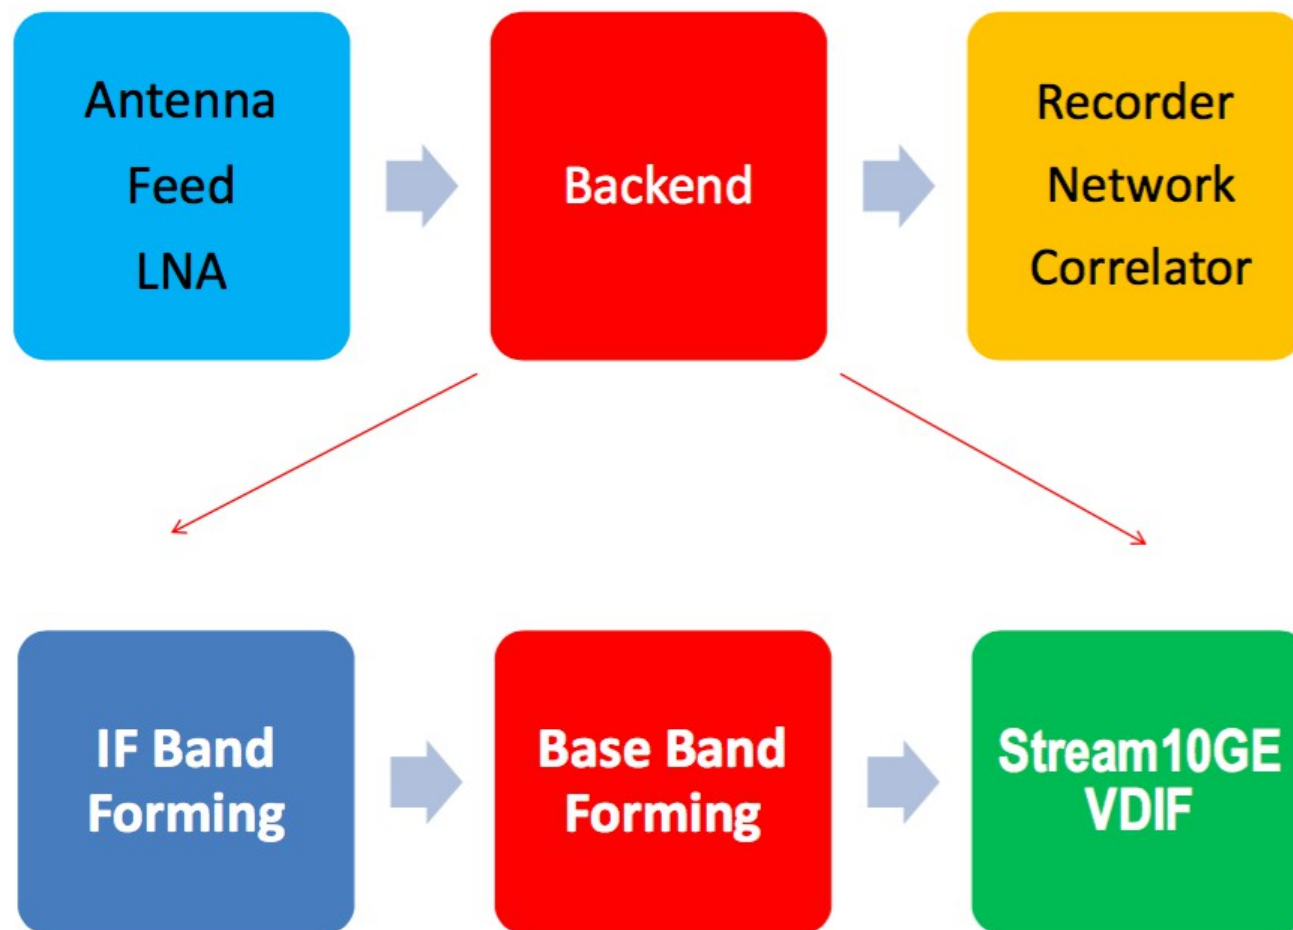 Antenna
Feed
LNA
Backend
Recorder
Network
Correlator
IF Band
Forming
Base Band
Forming
Stream10GE
VDIF